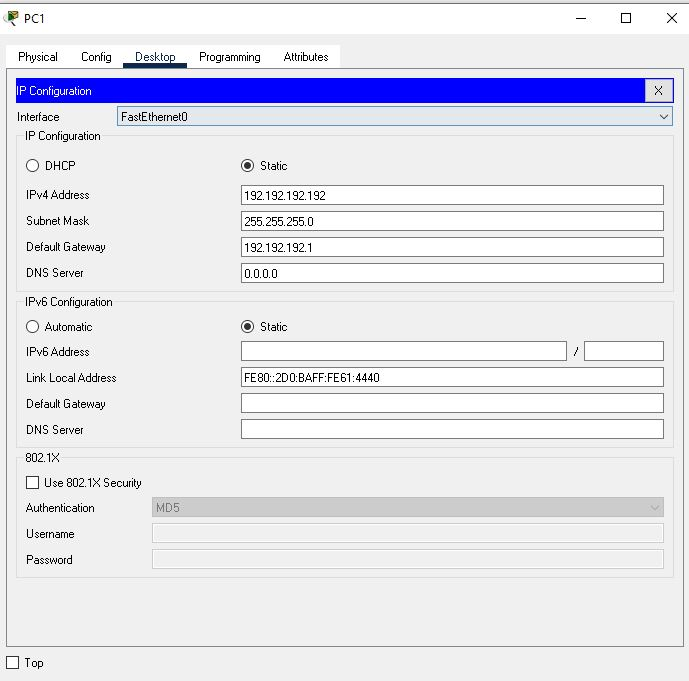 PC1
Physical Config Desktop Programming Attributes
IP Configuration X
Interface FastEthernet0
IP Configuration
DHCP Static
IPv4 Address 192.192.192.192
Subnet Mask 255.255.255.0
Default Gateway 192.192.192.1
DNS Server 0.0.0.0
IPv6 Configuration
Automatic Static
IPv6 Address /
Link Local Address FE80::2D0:BAFF:FE61:4440
Default Gateway
DNS Server
802.1X
Use 802.1X Security
Authentication MD5
Username
Password
Top